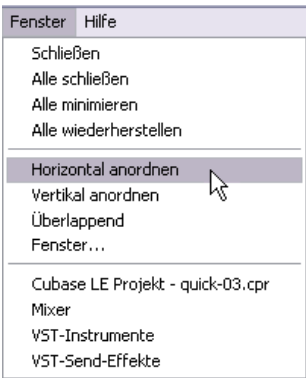 Fenster Hilfe
Schließen
Alle schließen
Alle minimieren
Alle wiederherstellen
Horizontal anordnen
Vertikal anordnen
Überlappend
Fenster...
Cubase LE Projekt - quick-03.cpr
Mixer
VST-Instrumente
VST-Send-Effekte